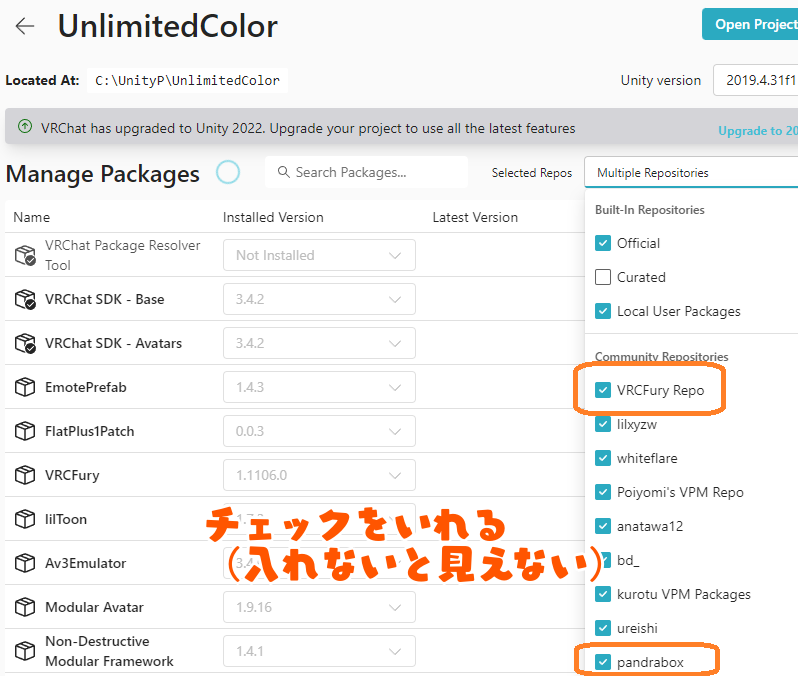 UnlimitedColor
Open Project
Located At: C:\UnityP\UnlimitedColor
Unity version 2019.4.31f1
VRChat has upgraded to Unity 2022. Upgrade your project to use all the latest features
Upgrade to 20
Manage Packages
Search Packages...
Selected Repos
Multiple Repositories
Name Installed Version Latest Version
VRChat Package Resolver
Tool
Not Installed
VRChat SDK - Base 3.4.2
VRChat SDK - Avatars 3.4.2
EmotePrefab 1.4.3
FlatPlus1Patch 0.0.3
VRCFury 1.1106.0
lilToon
Av3Emulator
Modular Avatar 1.9.16
Non-Destructive
Modular Framework
1.4.1
Built-In Repositories
Official
Curated
Local User Packages
Community Repositories
VRCFury Repo
lilxyzw
whiteflare
Poiyomi's VPM Repo
anatawa12
bd_
kurotu VPM Packages
ureishi
pandrabox
チェックをいれる
(入れないと見えない)